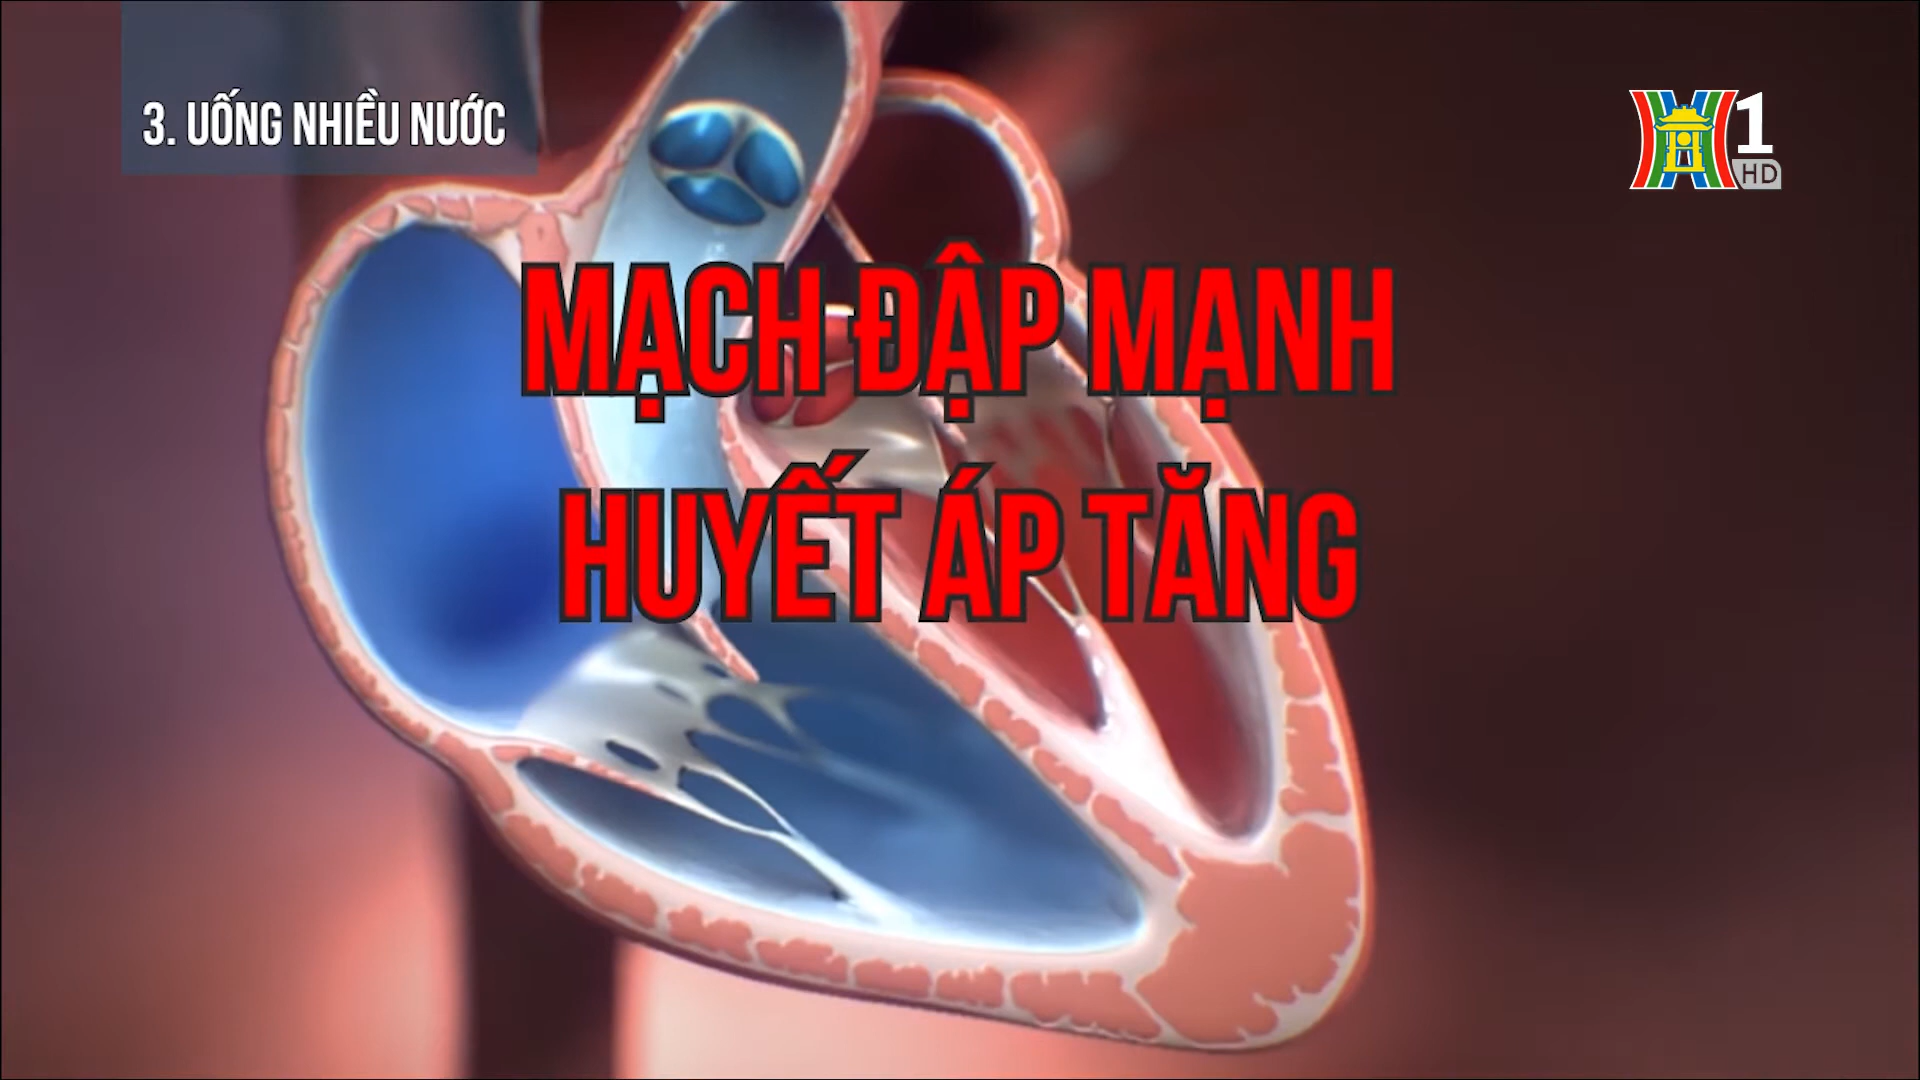 3. UỐNG NHIỀU NƯỚC
1
HD
MẠCH ĐẬP MẠNH
HUYẾT ÁP TĂNG